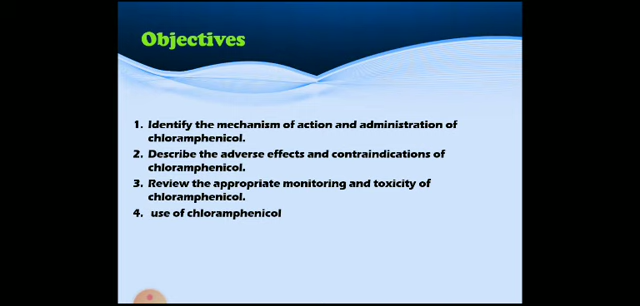 Objectives
1. Identify the mechanism of action and administration of
chloramphenicol.
2. Describe the adverse effects and contraindications of
chloramphenicol.
3. Review the appropriate monitoring and toxicity of
chloramphenicol.
4. use of chloramphenicol